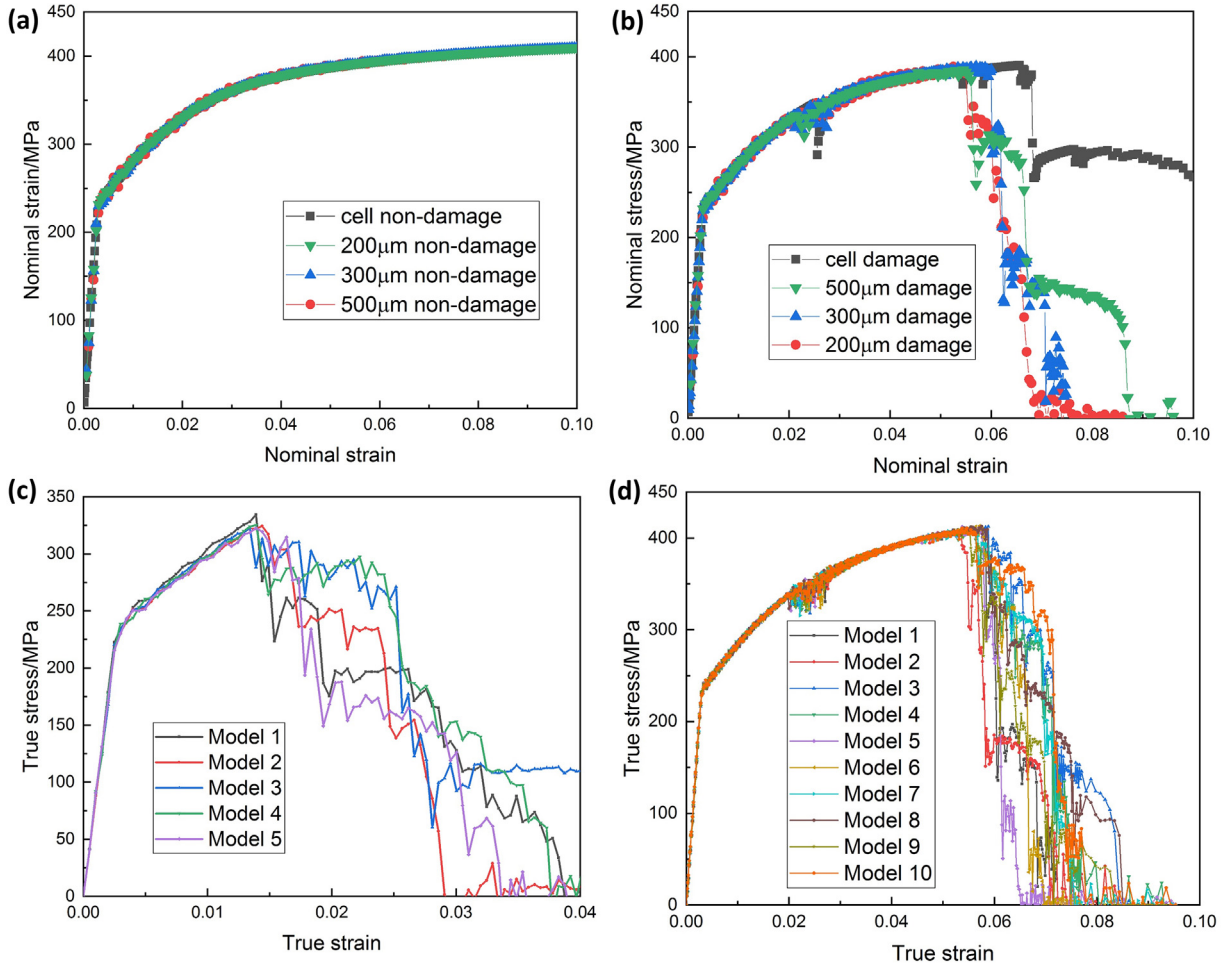 (a)
450
400
300
200
100
0
0.00
0.02
0.04
0.06
0.08
0.10
Nominal strain/MPa
Nominal strain
cell non-damage
200μm non-damage
300μm non-damage
500μm non-damage
(b)
450
400
300
200
100
0
0.00
0.02
0.04
0.06
0.08
0.10
Nominal stress/MPa
Nominal strain
cell damage
500μm damage
300μm damage
200μm damage
(c)
350
300
250
200
150
100
50
0
0.00
0.01
0.02
0.03
0.04
True stress/MPa
True strain
Model 1
Model 2
Model 3
Model 4
Model 5
(d)
450
400
300
200
100
0
0.00
0.02
0.04
0.06
0.08
0.10
True stress/MPa
True strain
Model 1
Model 2
Model 3
Model 4
Model 5
Model 6
Model 7
Model 8
Model 9
Model 10